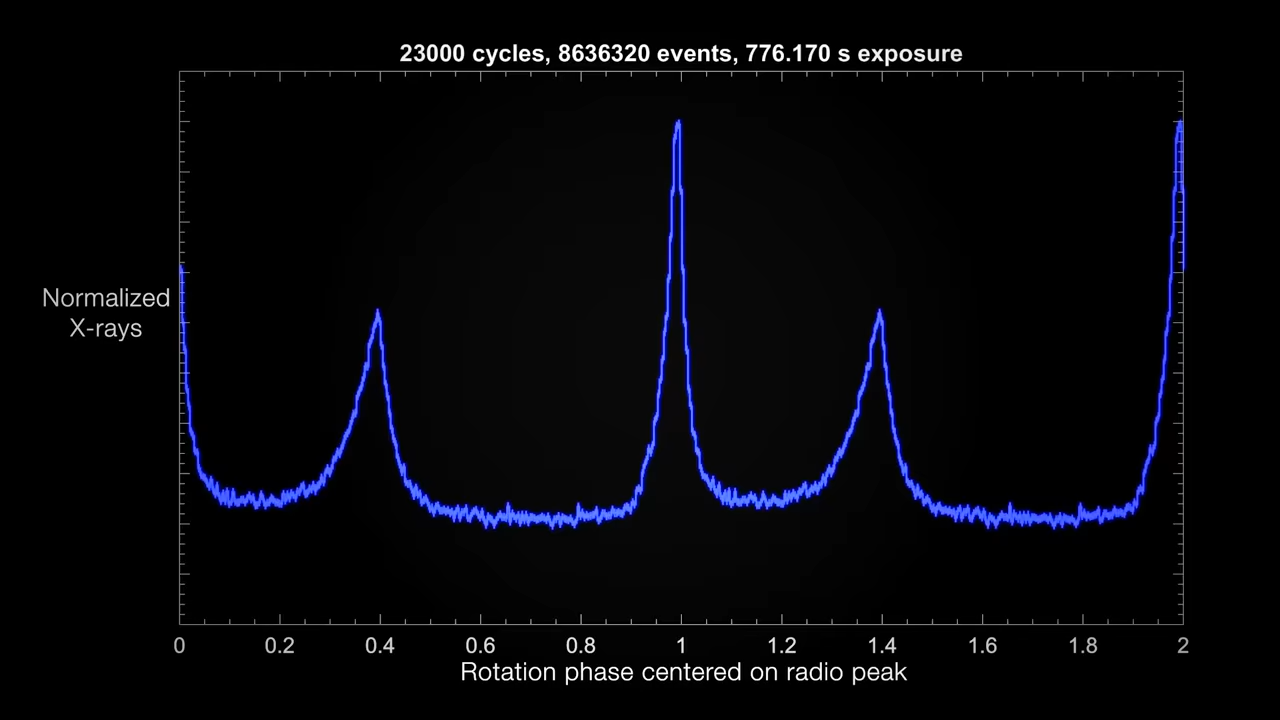 23000 cycles, 8636320 events, 776.170 s exposure
Normalized
X-rays
0 0.2 0.4 0.6 0.8 1 1.2 1.4 1.6 1.8 2
Rotation phase centered on radio peak